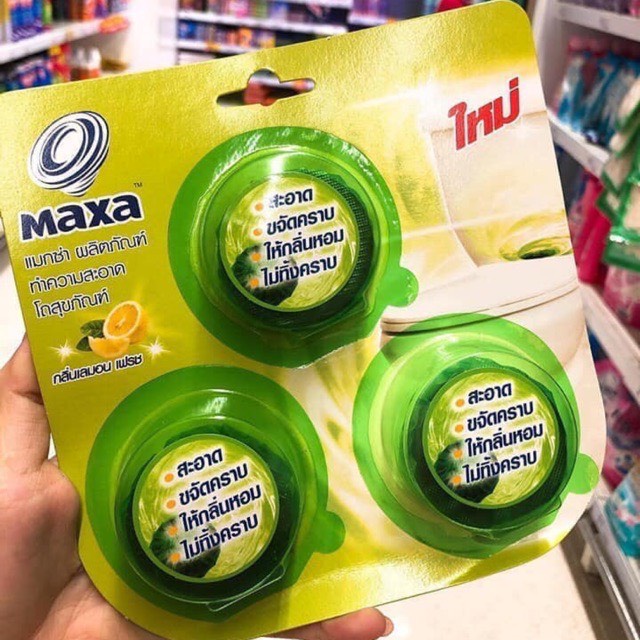 ใหม่
Maxa™
แมกซ่า ผลิตภัณฑ์
ทำความสะอาด
โถสุขภัณฑ์
กลิ่นเลมอน เฟรช
สะอาด
ขจัดคราบ
ให้กลิ่นหอม
ไม่ทิ้งคราบ
สะอาด
ขจัดคราบ
ให้กลิ่นหอม
ไม่ทิ้งคราบ
สะอาด
ขจัดคราบ
ให้กลิ่นหอม
ไม่ทิ้งคราบ